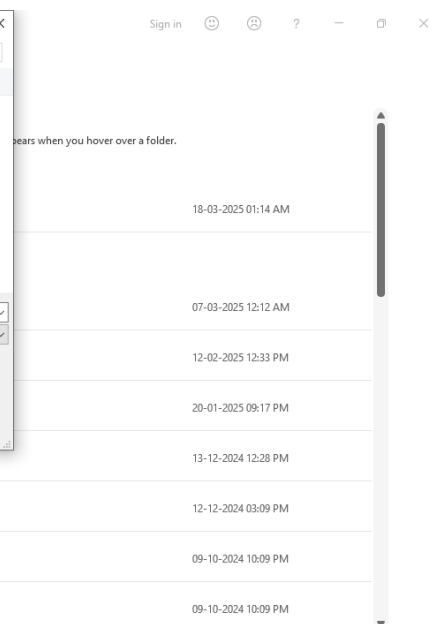 Sign in ?
pears when you hover over a folder.
18-03-2025 01:14 AM
07-03-2025 12:12 AM
12-02-2025 12:33 PM
20-01-2025 09:17 PM
13-12-2024 12:28 PM
12-12-2024 03:09 PM
09-10-2024 10:09 PM
09-10-2024 10:09 PM